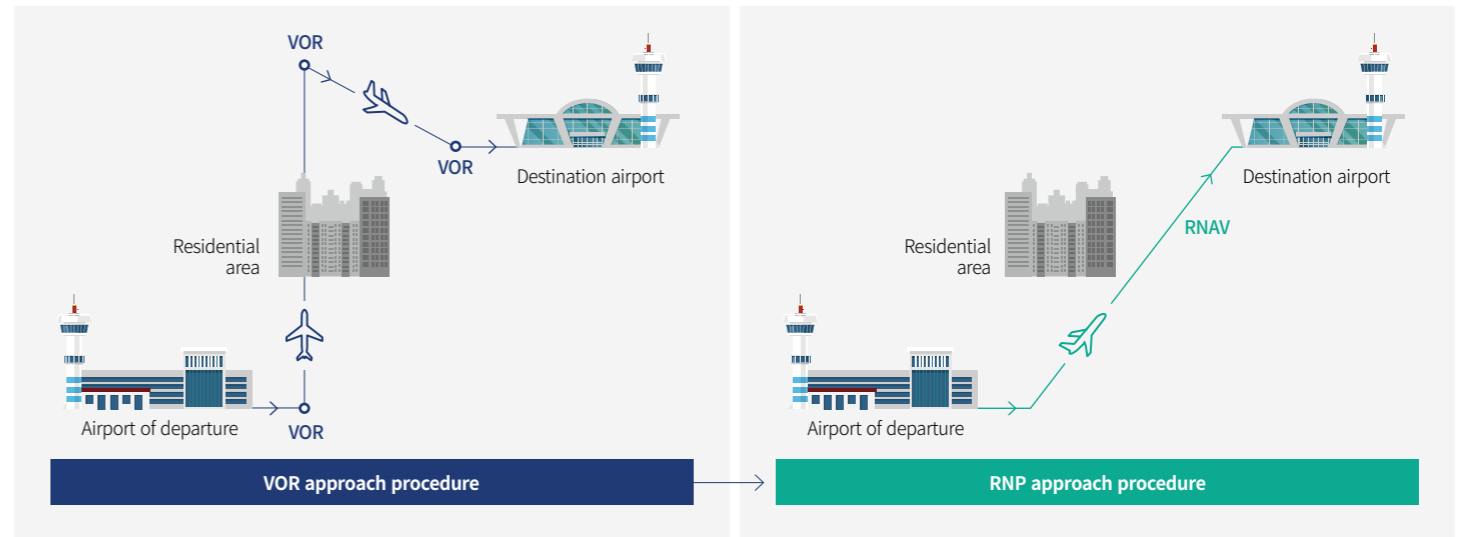 VOR
VOR
Destination airport
Residential
area
Airport of departure
VOR
VOR approach procedure
RNAV
Destination airport
Residential
area
Airport of departure
RNP approach procedure